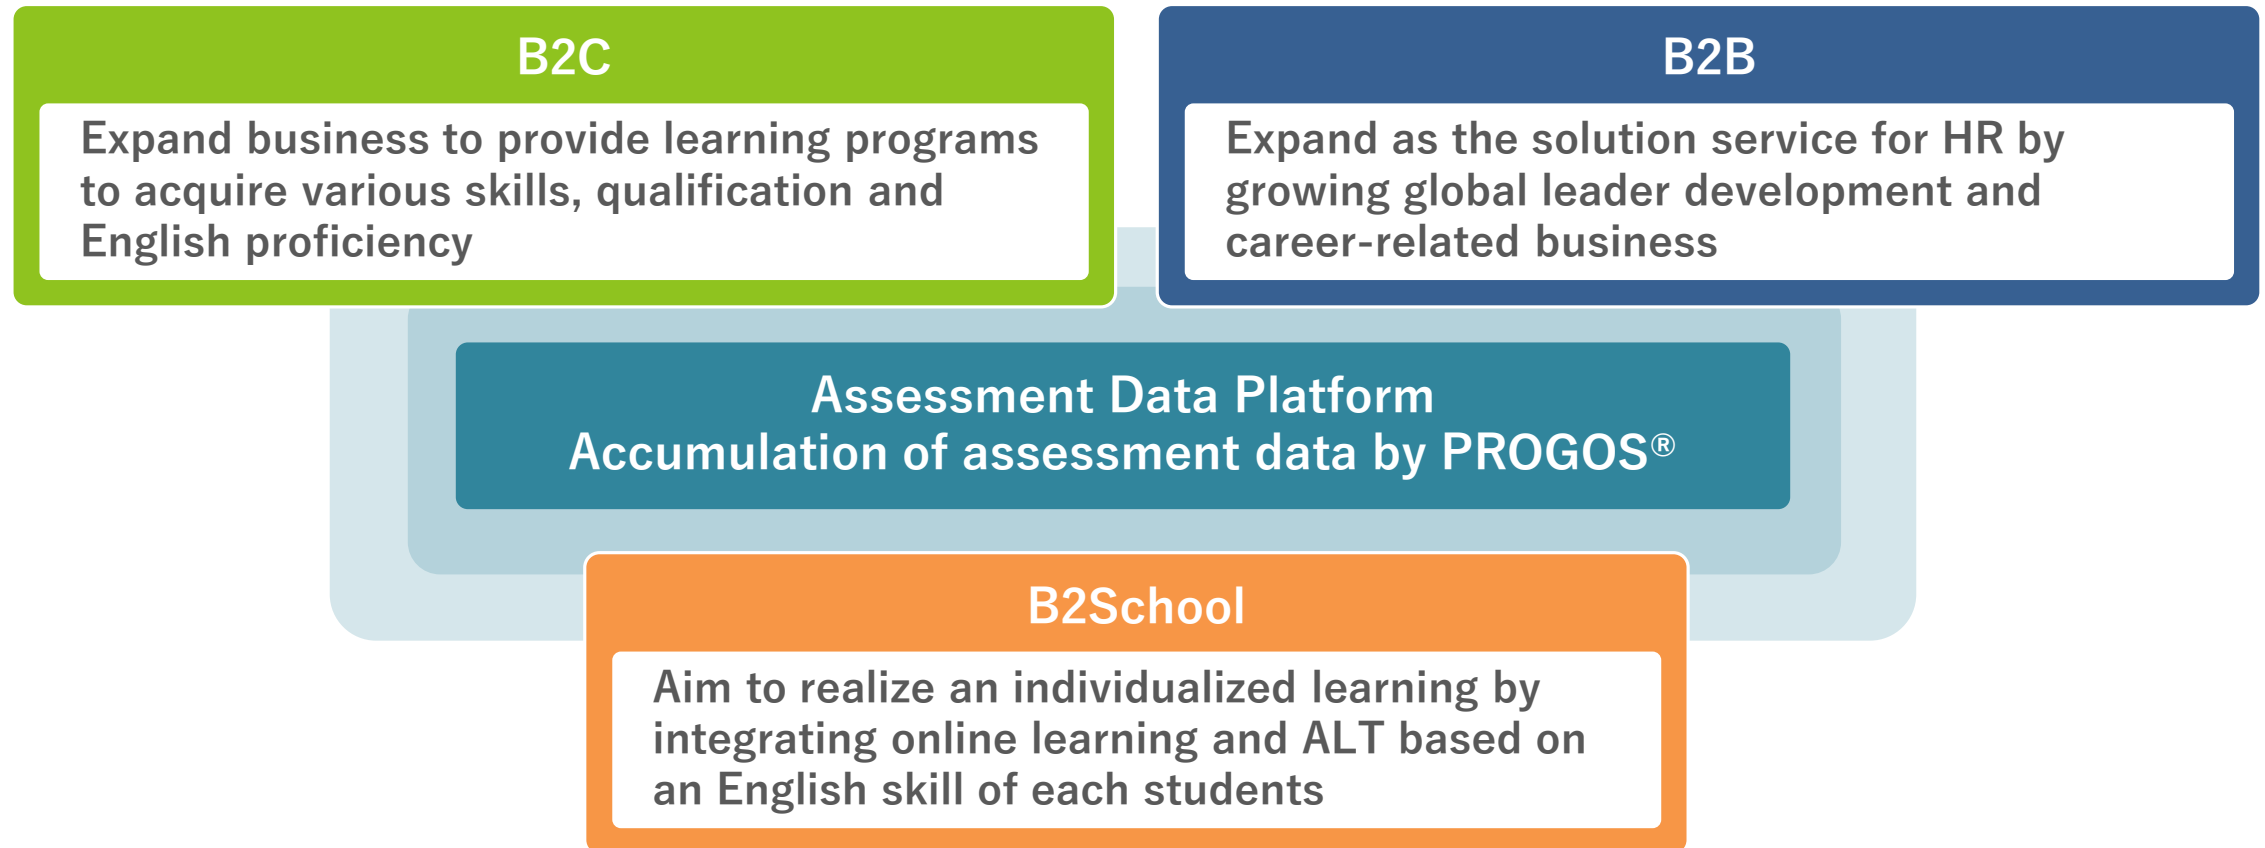 B2C
Expand business to provide learning programs
to acquire various skills, qualification and
English proficiency
B2B
Expand as the solution service for HR by
growing global leader development and
career-related business
Assessment Data Platform
Accumulation of assessment data by PROGOS®
B2School
Aim to realize an individualized learning by
integrating online learning and ALT based on
an English skill of each students